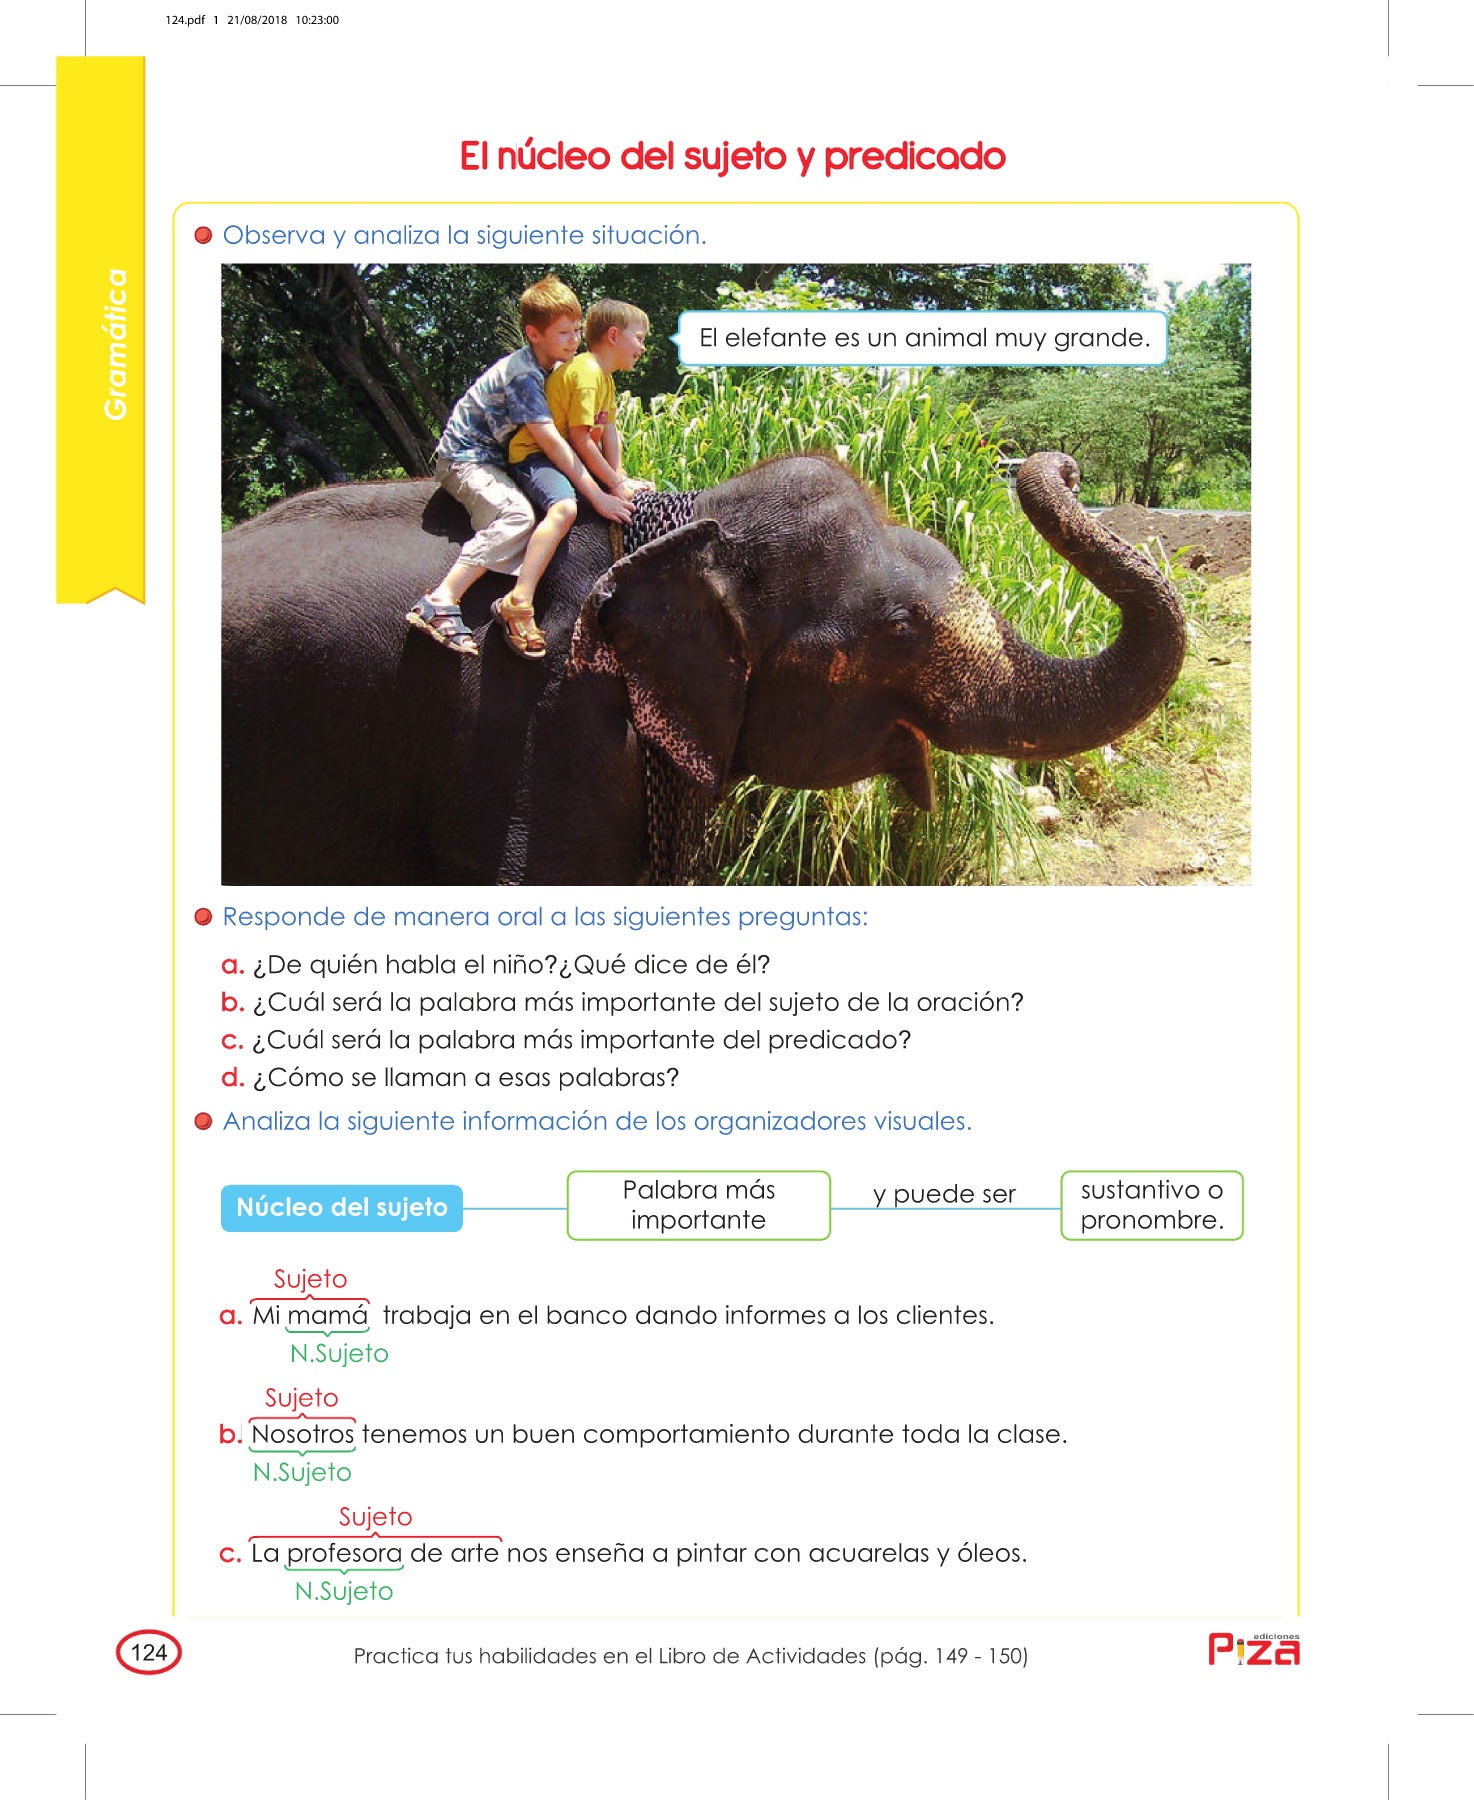 124.pdf 1 21/08/2018 10:23:00
Gramática
El núcleo del sujeto y predicado
Observa y analiza la siguiente situación.
El elefante es un animal muy grande.
Responde de manera oral a las siguientes preguntas:
a. ¿De quién habla el niño?¿Qué dice de él?
b. ¿Cuál será la palabra más importante del sujeto de la oración?
c. ¿Cuál será la palabra más importante del predicado?
d. ¿Cómo se llaman a esas palabras?
Analiza la siguiente información de los organizadores visuales.
Núcleo del sujeto
Palabra más
importante
y puede ser
sustantivo o
pronombre.
Sujeto
a. Mi mamá trabaja en el banco dando informes a los clientes.
N.Sujeto
Sujeto
b. Nosotros tenemos un buen comportamiento durante toda la clase.
N.Sujeto
Sujeto
c. La profesora de arte nos enseña a pintar con acuarelas y óleos.
N.Sujeto
124
Practica tus habilidades en el Libro de Actividades (pág. 149 - 150)
ediciones
Piza